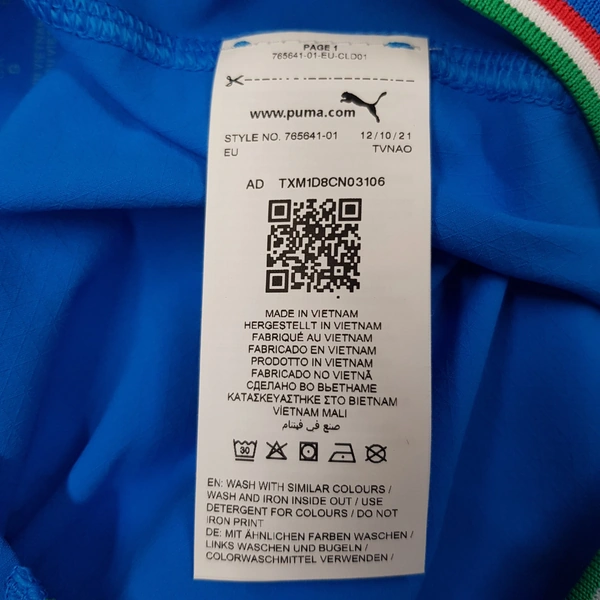 PAGE 1
765641-01-EU-CLD01
www.puma.com
STYLE NO. 765641-01 12/10/21
EU TVNAO
AD TXM1D8CN03106
MADE IN VIETNAM
HERGESTELLT IN VIETNAM
FABRIQUÉ AU VIETNAM
FABRICADO EN VIETNAM
PRODOTTO IN VIETNAM
FABRICADO NO VIETNÃ
СДЕЛАНО ВО ВЬЕТНАМЕ
ΚΑΤΑΣΚΕΥΑΣΤΗΚΕ ΣΤΟ ΒΙΕΤΝΑΜ
VİETNAM MALI
صنع في فيتنام
30
EN: WASH WITH SIMILAR COLOURS /
WASH AND IRON INSIDE OUT / USE
DETERGENT FOR COLOURS / DO NOT
IRON PRINT
DE: MIT ÄHNLICHEN FARBEN WASCHEN /
LINKS WASCHEN UND BÜGELN /
COLORWASCHMITTEL VERWENDEN /